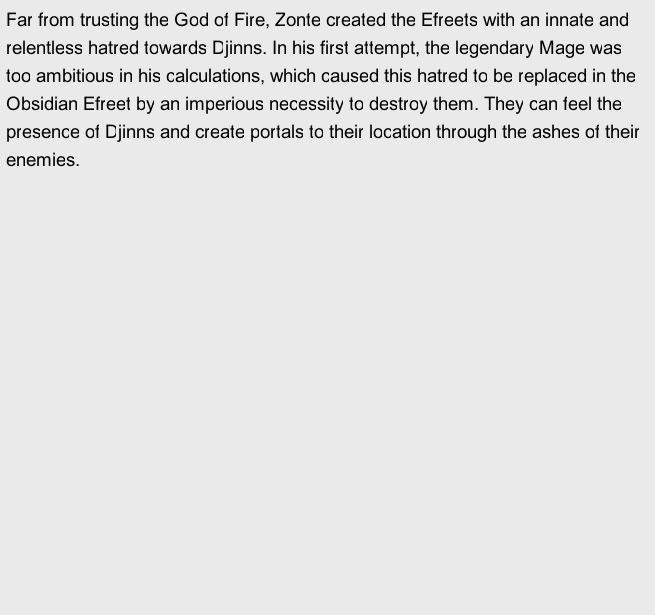 Far from trusting the God of Fire, Zonte created the Efreets with an innate and
relentless hatred towards Djinns. In his first attempt, the legendary Mage was
too ambitious in his calculations, which caused this hatred to be replaced in the
Obsidian Efreet by an imperious necessity to destroy them. They can feel the
presence of Djinns and create portals to their location through the ashes of their
enemies.